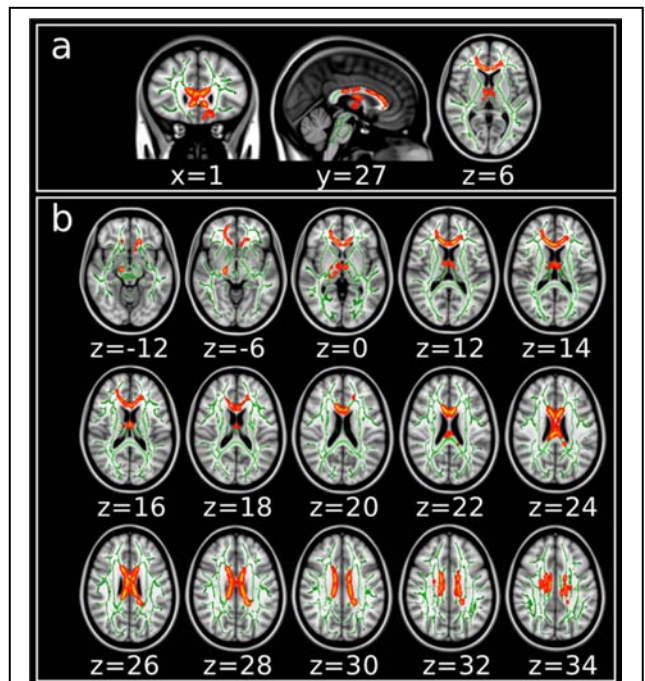 a
x=1 y=27 z=6
b
z=-12 z=-6 z=0 z=12 z=14
z=16 z=18 z=20 z=22 z=24
z=26 z=28 z=30 z=32 z=34